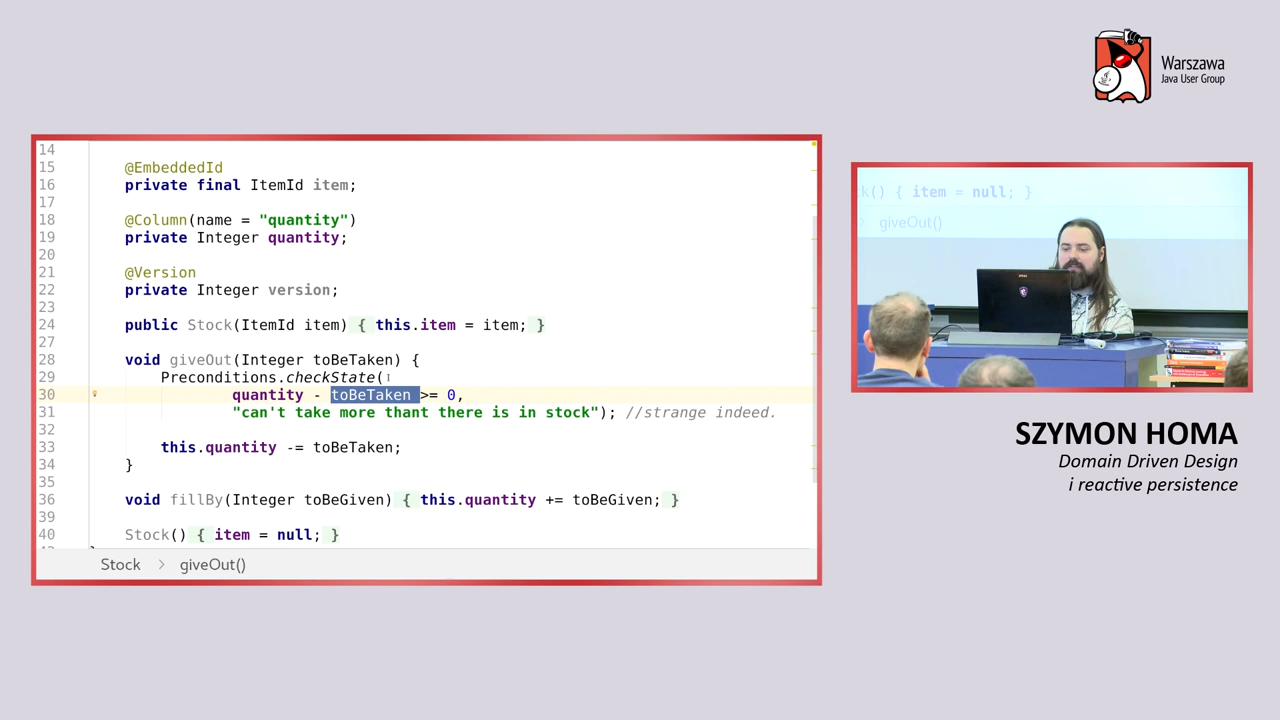 Warszawa
Java User Group
14
15 @EmbeddedId
16 private final ItemId item;
17
18 @Column(name = "quantity")
19 private Integer quantity;
20
21 @Version
22 private Integer version;
23
24 public Stock(ItemId item) { this.item = item; }
27
28 void giveOut(Integer toBeTaken) {
29 Preconditions.checkState(
30 quantity - toBeTaken >= 0,
31 "can't take more thant there is in stock"); //strange indeed.
32
33 this.quantity -= toBeTaken;
34 }
35
36 void fillBy(Integer toBeGiven) { this.quantity += toBeGiven; }
39
40 Stock() { item = null; }
Stock > giveOut()
k() { item = null; }
> giveOut()
SZYMON HOMA
Domain Driven Design
i reactive persistence